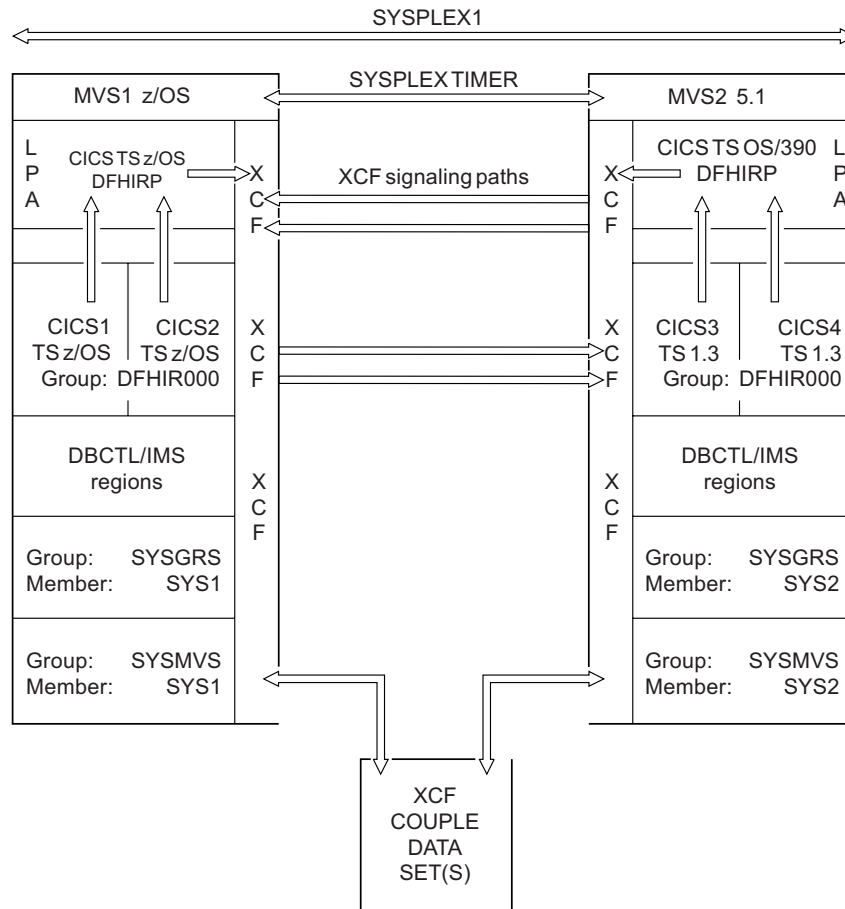 SYSPLEX1
MVS1 z/OS
SYSPLEX TIMER
MVS2 5.1
L
P
A
CICS TS z/OS
DFHIRP
X
C
F
XCF signaling paths
X
C
F
CICS TS OS/390
DFHIRP
L
P
A
CICS1
TS z/OS
CICS2
TS z/OS
Group: DFHIR000
X
C
F
X
C
F
CICS3
TS 1.3
CICS4
TS 1.3
Group: DFHIR000
DBCTL/IMS
regions
X
C
F
X
C
F
DBCTL/IMS
regions
Group: SYSGRS
Member: SYS1
Group: SYSGRS
Member: SYS2
Group: SYSMVS
Member: SYS1
Group: SYSMVS
Member: SYS2
XCF
COUPLE
DATA
SET(S)